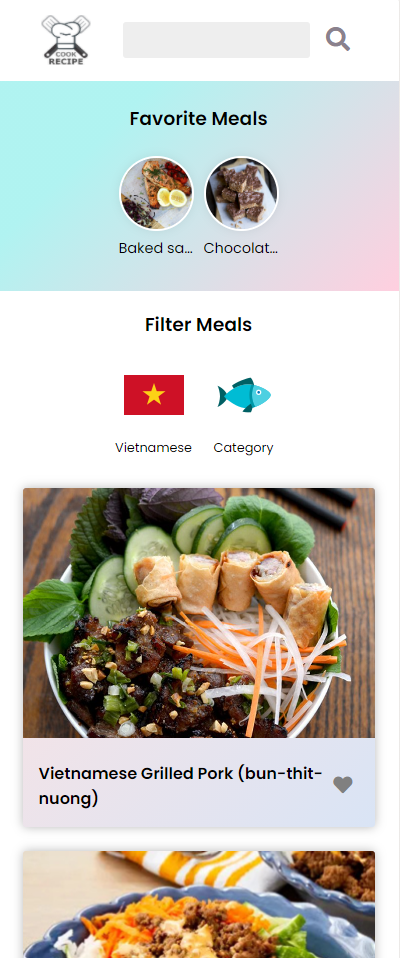 COOK
RECIPE
Favorite Meals
Baked sa...
Chocolat...
Filter Meals
Vietnamese
Category
Vietnamese Grilled Pork (bun-thit-
nuong)